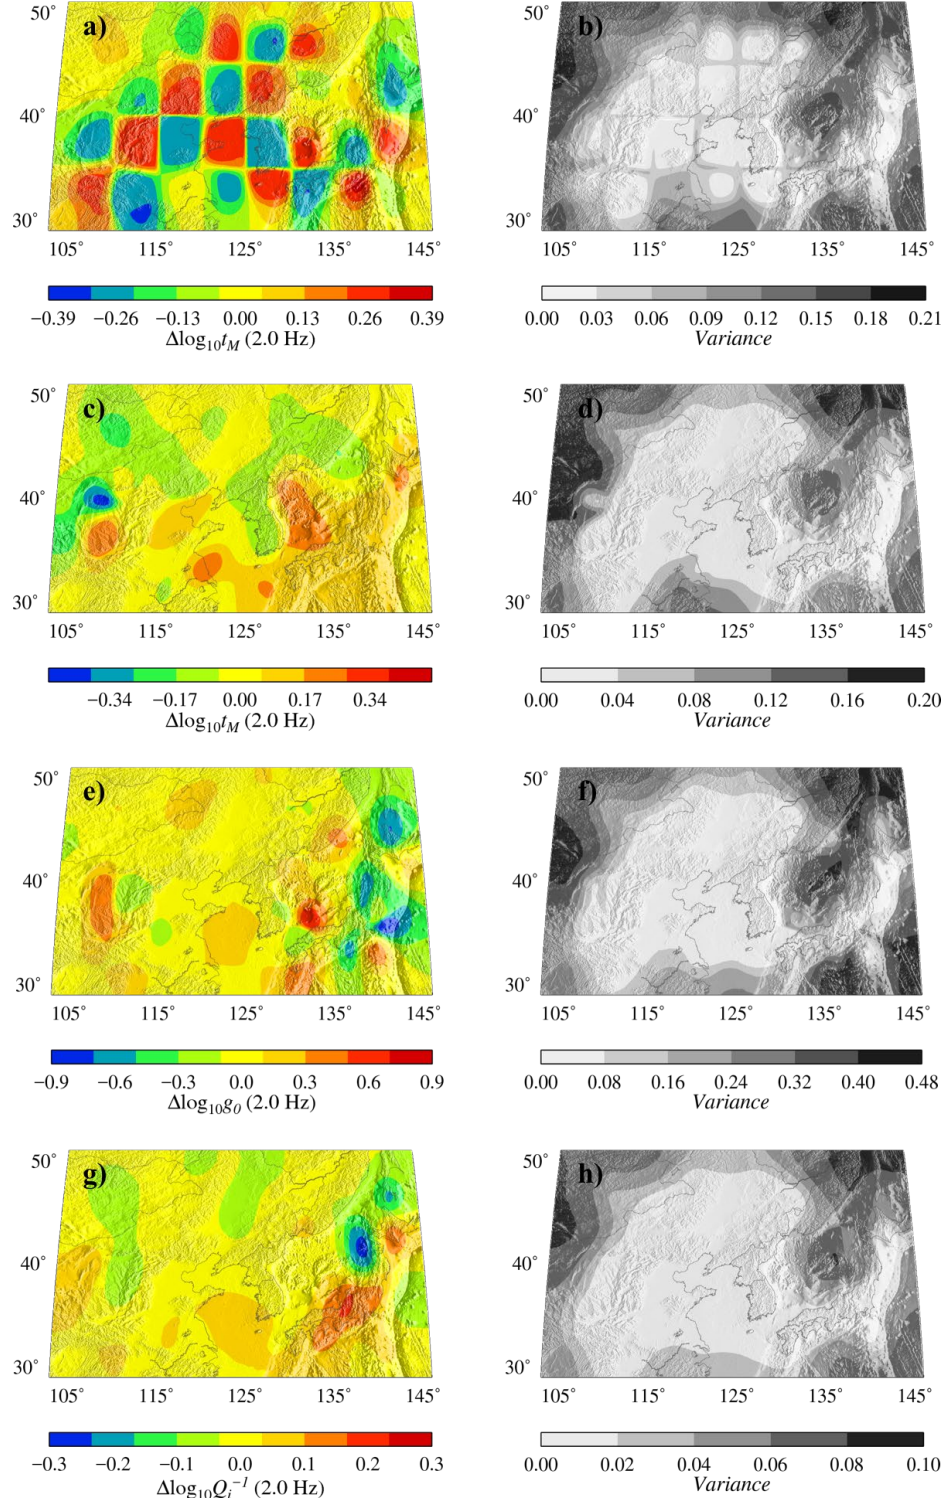 a) b)
50° 50°
40° 40°
30° 30°
105° 115° 125° 135° 145° 105° 115° 125° 135° 145°
−0.39 −0.26 −0.13 0.00 0.13 0.26 0.39 0.00 0.03 0.06 0.09 0.12 0.15 0.18 0.21
Δlog₁₀t_M (2.0 Hz) Variance
c) d)
50° 50°
40° 40°
30° 30°
105° 115° 125° 135° 145° 105° 115° 125° 135° 145°
−0.34 −0.17 0.00 0.17 0.34 0.00 0.04 0.08 0.12 0.16 0.20
Δlog₁₀t_M (2.0 Hz) Variance
e) f)
50° 50°
40° 40°
30° 30°
105° 115° 125° 135° 145° 105° 115° 125° 135° 145°
−0.9 −0.6 −0.3 0.0 0.3 0.6 0.9 0.00 0.08 0.16 0.24 0.32 0.40 0.48
Δlog₁₀g₀ (2.0 Hz) Variance
g) h)
50° 50°
40° 40°
30° 30°
105° 115° 125° 135° 145° 105° 115° 125° 135° 145°
−0.3 −0.2 −0.1 0.0 0.1 0.2 0.3 0.00 0.02 0.04 0.06 0.08 0.10
Δlog₁₀Qᵢ⁻¹ (2.0 Hz) Variance